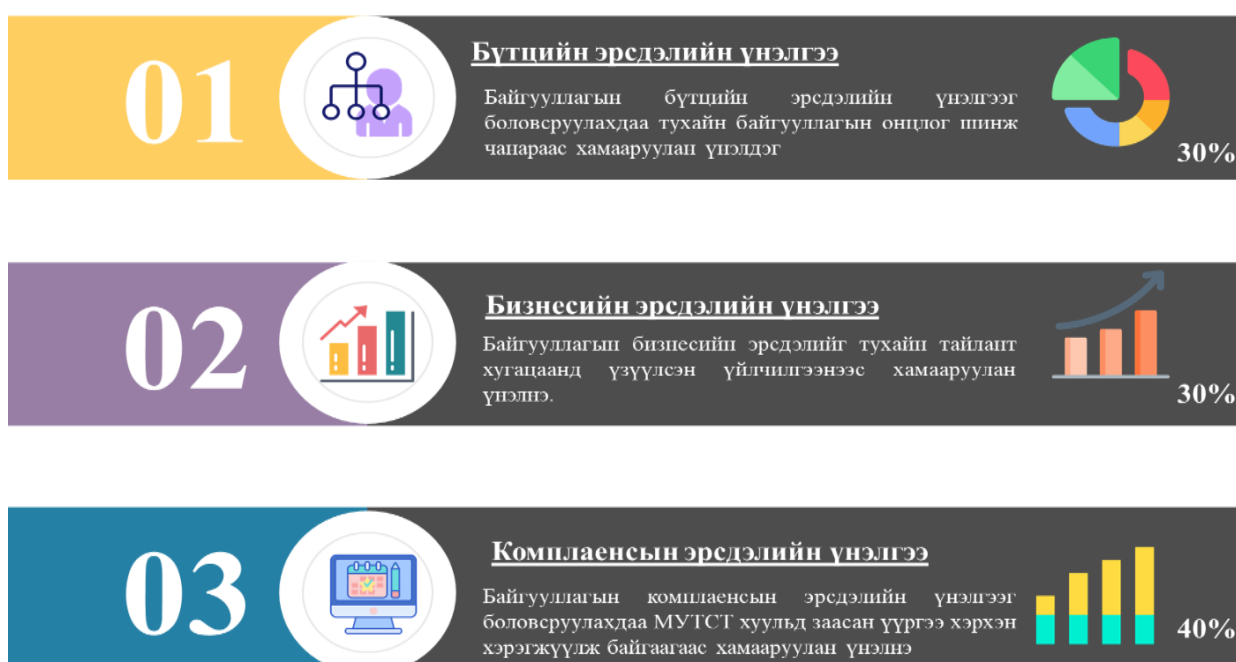 01
Бүтцийн эрсдэлийн үнэлгээ
Байгууллагын бүтцийн эрсдэлийн үнэлгээг
боловсруулахдаа тухайн байгууллагын онцлог шинж
чанараас хамааруулан үнэлдэг
30%
02
Бизнесийн эрсдэлийн үнэлгээ
Байгууллагын бизнесийн эрсдэлийг тухайн тайлант
хугацаанд үзүүлсэн үйлчилгээнээс хамааруулан
үнэлнэ.
30%
03
Комплаенсын эрсдэлийн үнэлгээ
Байгууллагын комплаенсын эрсдэлийн үнэлгээг
боловсруулахдаа МУТСТ хуульд заасан үүргээ хэрхэн
хэрэгжүүлж байгаагаас хамааруулан үнэлнэ
40%